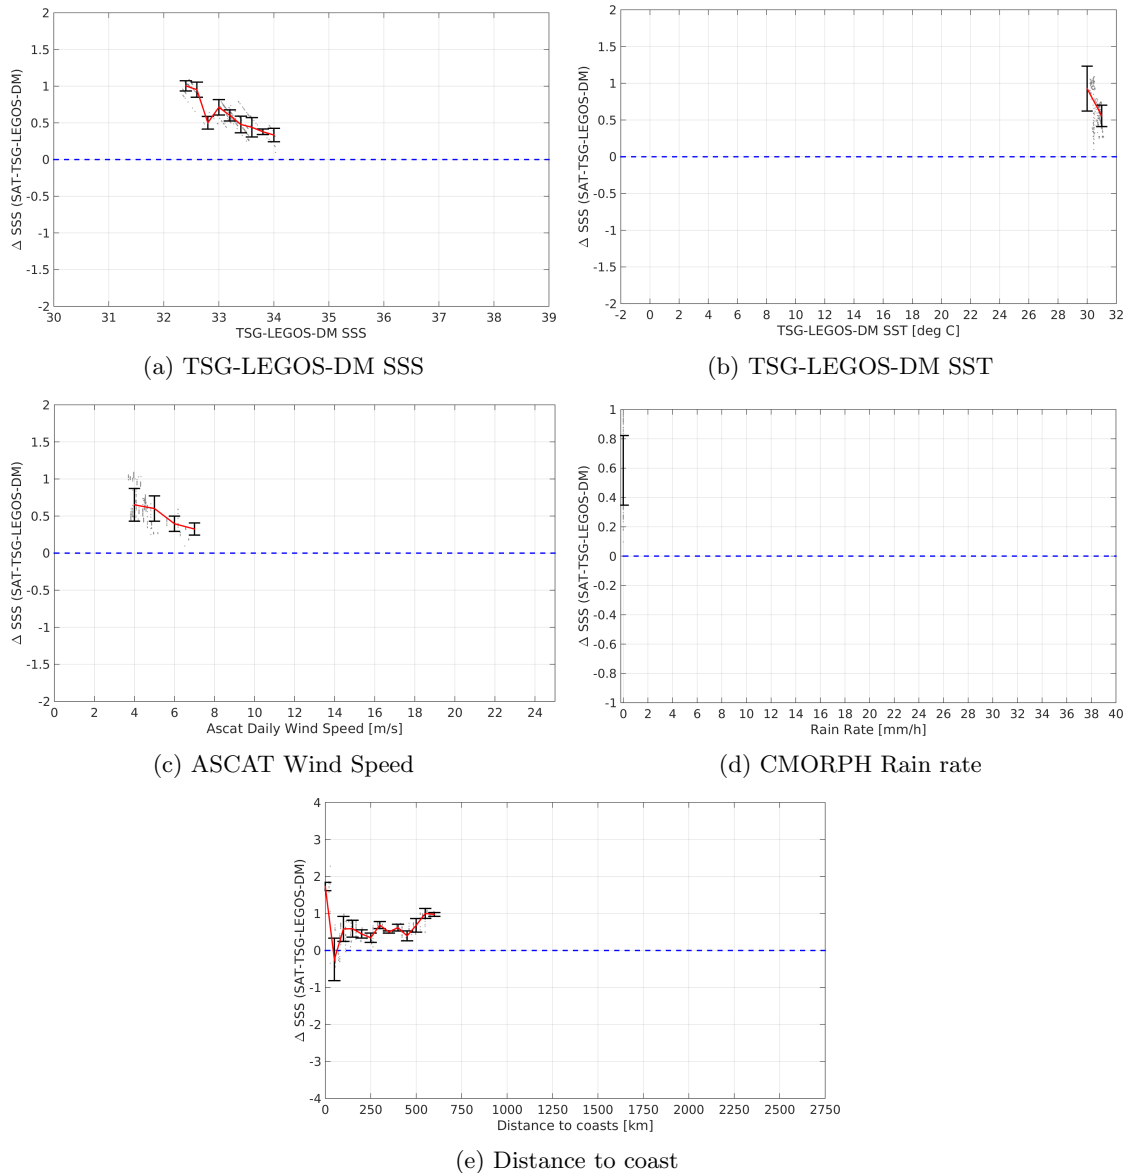 2
1.5
1
0.5
0
-0.5
-1
-1.5
-2
Δ SSS (SAT-TSG-LEGOS-DM)
30 31 32 33 34 35 36 37 38 39
TSG-LEGOS-DM SSS
(a) TSG-LEGOS-DM SSS
2
1.5
1
0.5
0
-0.5
-1
-1.5
-2
Δ SSS (SAT-TSG-LEGOS-DM)
-2 0 2 4 6 8 10 12 14 16 18 20 22 24 26 28 30 32
TSG-LEGOS-DM SST [deg C]
(b) TSG-LEGOS-DM SST
2
1.5
1
0.5
0
-0.5
-1
-1.5
-2
Δ SSS (SAT-TSG-LEGOS-DM)
0 2 4 6 8 10 12 14 16 18 20 22 24
Ascat Daily Wind Speed [m/s]
(c) ASCAT Wind Speed
1
0.8
0.6
0.4
0.2
0
-0.2
-0.4
-0.6
-0.8
-1
Δ SSS (SAT-TSG-LEGOS-DM)
0 2 4 6 8 10 12 14 16 18 20 22 24 26 28 30 32 34 36 38 40
Rain Rate [mm/h]
(d) CMORPH Rain rate
4
3
2
1
0
-1
-2
-3
-4
Δ SSS (SAT-TSG-LEGOS-DM)
0 250 500 750 1000 1250 1500 1750 2000 2250 2500 2750
Distance to coasts [km]
(e) Distance to coast